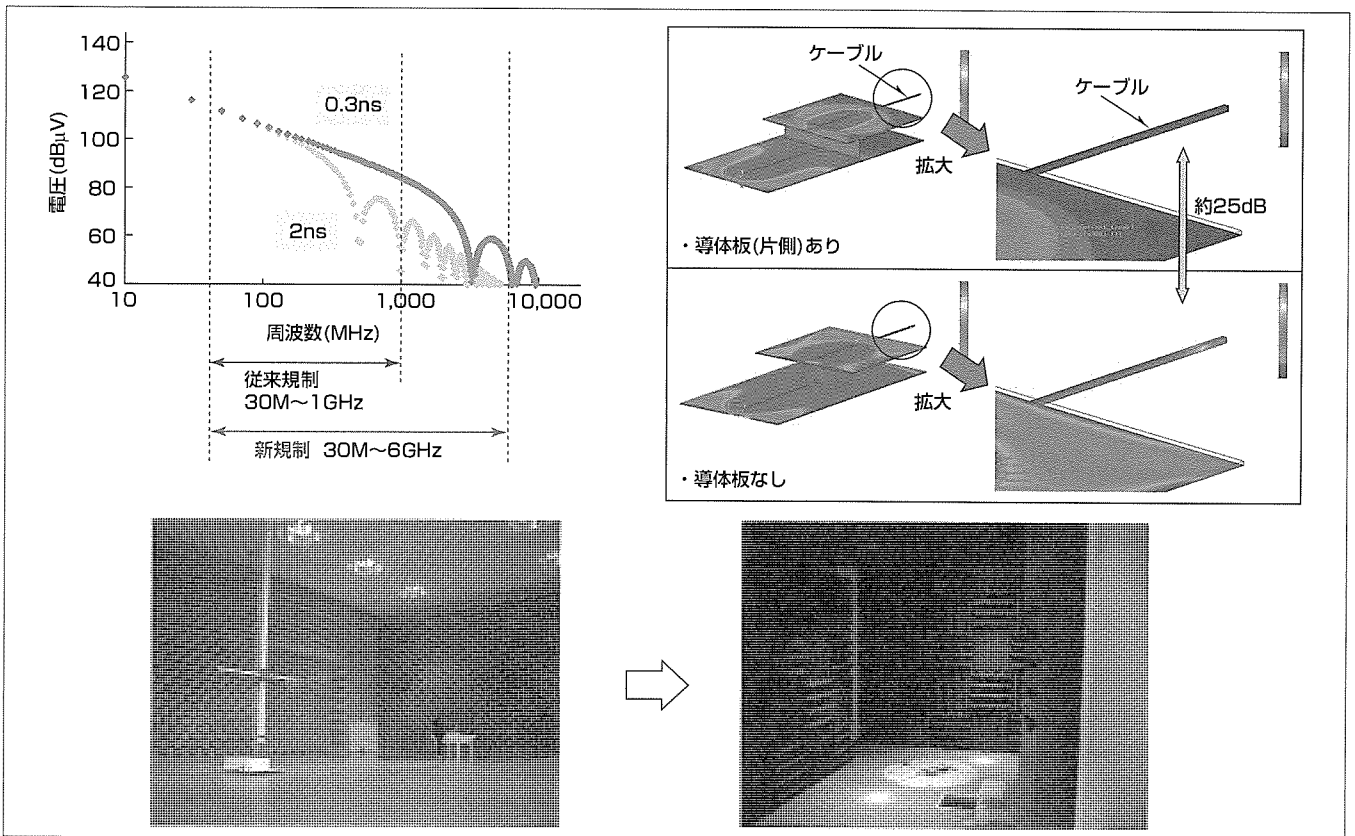 140
120
100
80
60
40
電圧(dBμV)
0.3ns
2ns
10
100
1,000
10,000
周波数(MHz)
従来規制
30M～1GHz
新規制 30M～6GHz
ケーブル
ケーブル
拡大
約25dB
・導体板(片側)あり
拡大
・導体板なし